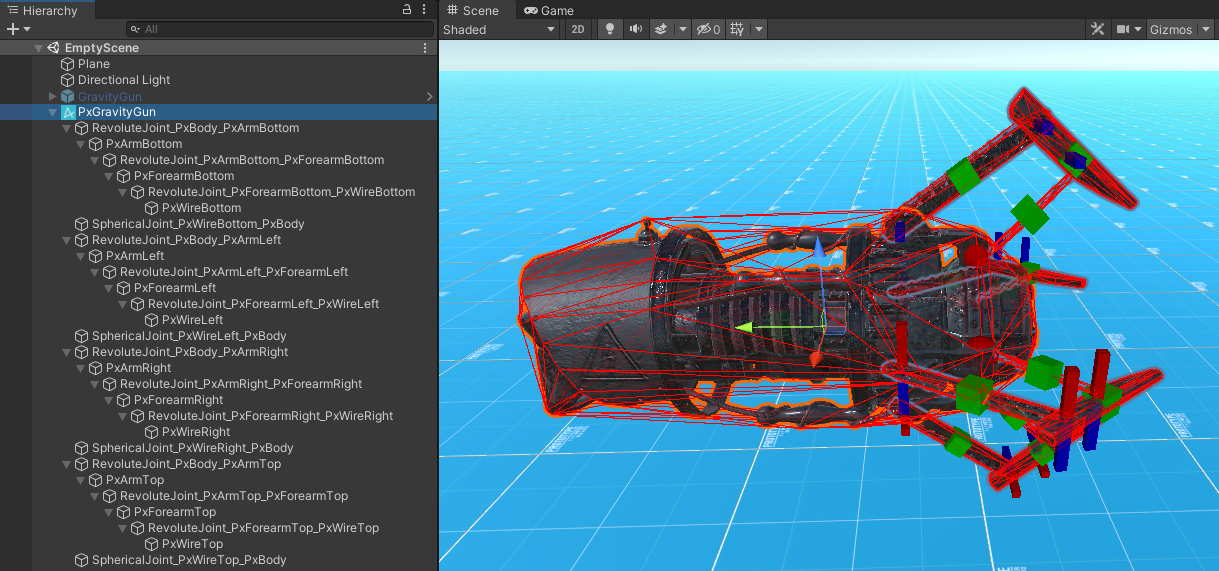 Hierarchy
Scene
Game
All
Shaded
2D
0
Gizmos
EmptyScene
Plane
Directional Light
GravityGun
PxGravityGun
RevoluteJoint_PxBody_PxArmBottom
PxArmBottom
RevoluteJoint_PxArmBottom_PxForearmBottom
PxForearmBottom
RevoluteJoint_PxForearmBottom_PxWireBottom
PxWireBottom
SphericalJoint_PxWireBottom_PxBody
RevoluteJoint_PxBody_PxArmLeft
PxArmLeft
RevoluteJoint_PxArmLeft_PxForearmLeft
PxForearmLeft
RevoluteJoint_PxForearmLeft_PxWireLeft
PxWireLeft
SphericalJoint_PxWireLeft_PxBody
RevoluteJoint_PxBody_PxArmRight
PxArmRight
RevoluteJoint_PxArmRight_PxForearmRight
PxForearmRight
RevoluteJoint_PxForearmRight_PxWireRight
PxWireRight
SphericalJoint_PxWireRight_PxBody
RevoluteJoint_PxBody_PxArmTop
PxArmTop
RevoluteJoint_PxArmTop_PxForearmTop
PxForearmTop
RevoluteJoint_PxForearmTop_PxWireTop
PxWireTop
SphericalJoint_PxWireTop_PxBody